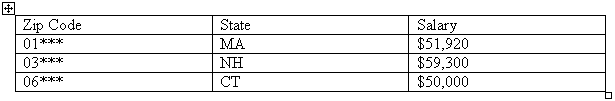 Zip Code State Salary
01*** MA $51,920
03*** NH $59,300
06*** CT $50,000